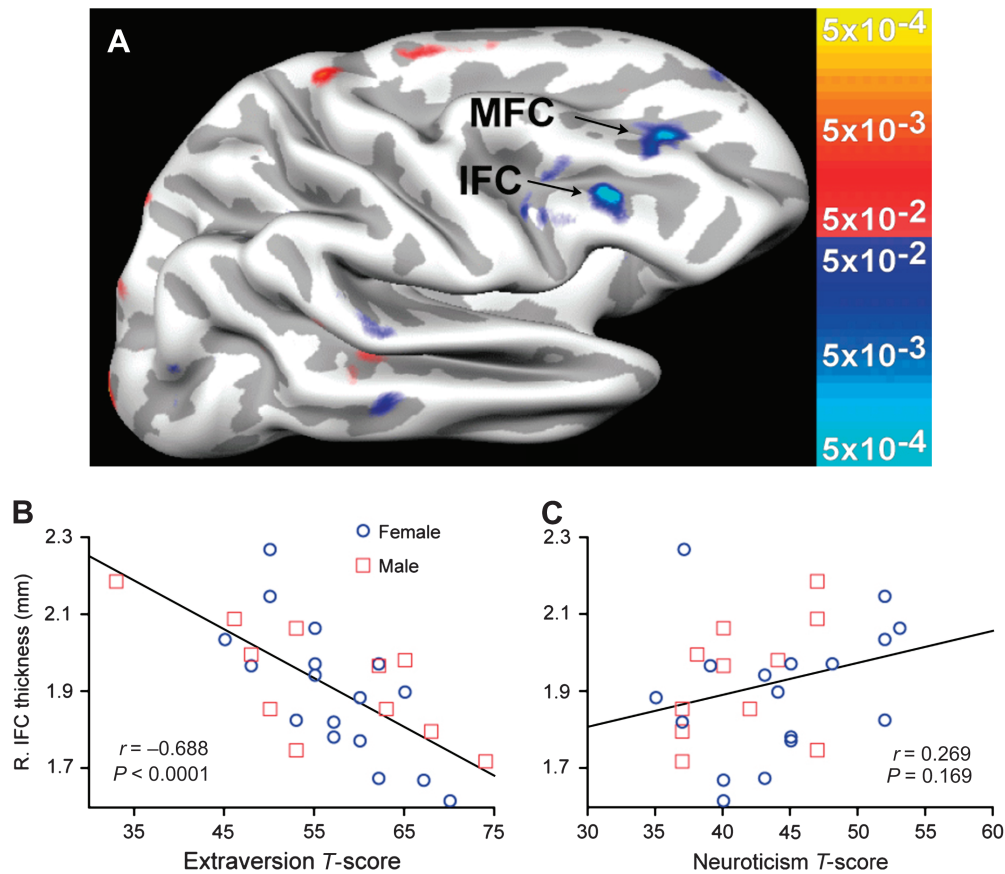 A
MFC
IFC
5x10-4
5x10-3
5x10-2
5x10-2
5x10-3
5x10-4
B
C
Female
Male
2.3
2.1
1.9
1.7
R. IFC thickness (mm)
r = –0.688
P < 0.0001
35 45 55 65 75
Extraversion T-score
2.3
2.1
1.9
1.7
r = 0.269
P = 0.169
30 35 40 45 50 55 60
Neuroticism T-score